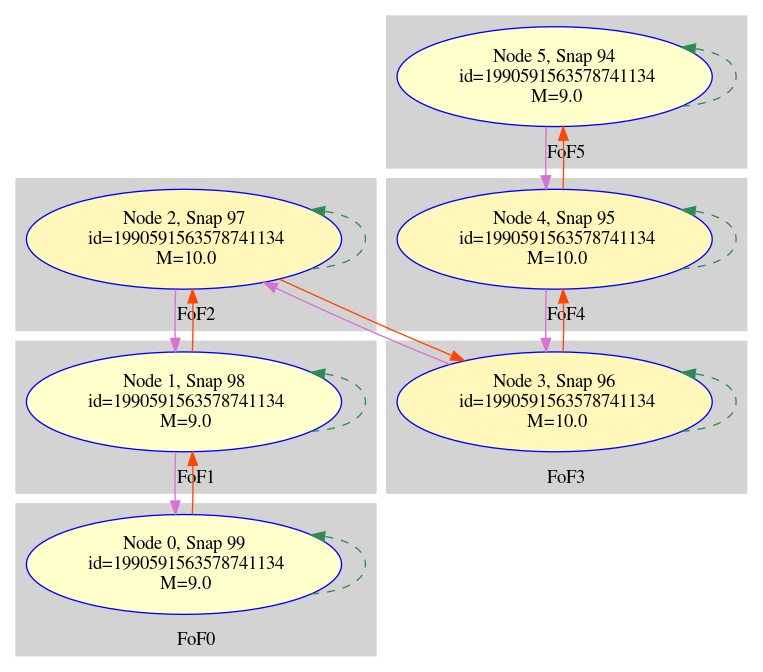 Node 5, Snap 94
id=1990591563578741134
M=9.0
FoF5
Node 2, Snap 97
id=1990591563578741134
M=10.0
FoF2
Node 4, Snap 95
id=1990591563578741134
M=10.0
FoF4
Node 1, Snap 98
id=1990591563578741134
M=9.0
FoF1
Node 3, Snap 96
id=1990591563578741134
M=10.0
FoF3
Node 0, Snap 99
id=1990591563578741134
M=9.0
FoF0